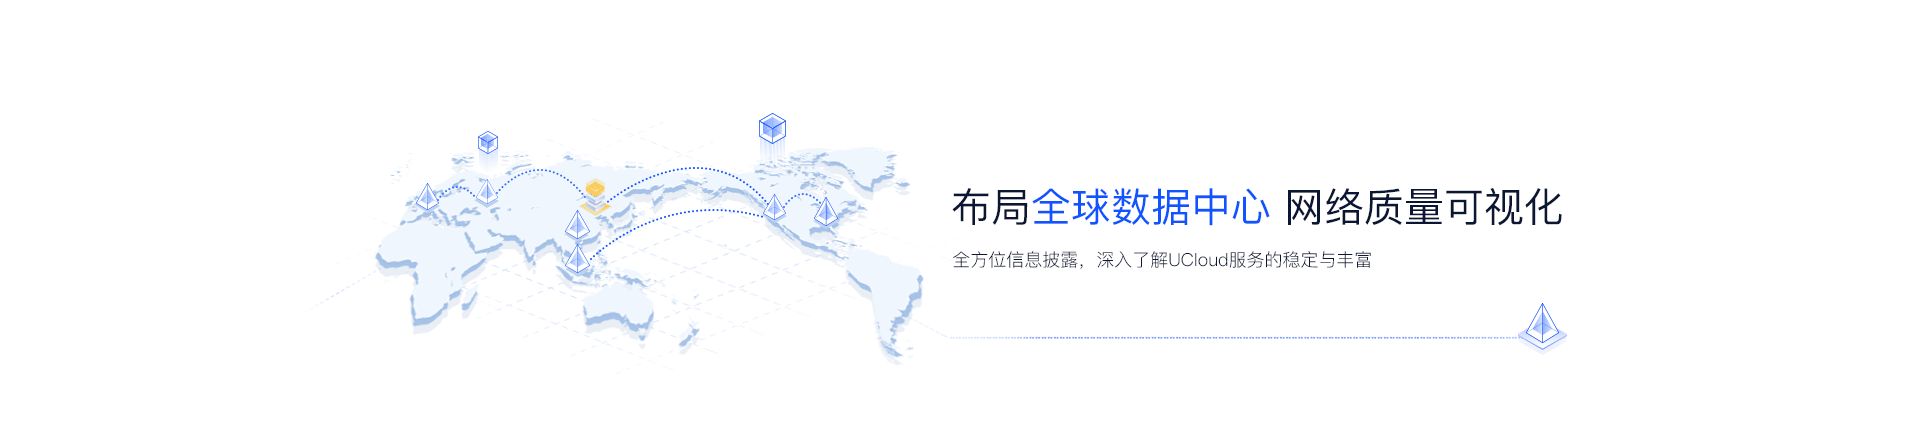 布局全球数据中心 网络质量可视化
全方位信息披露，深入了解UCloud服务的稳定与丰富